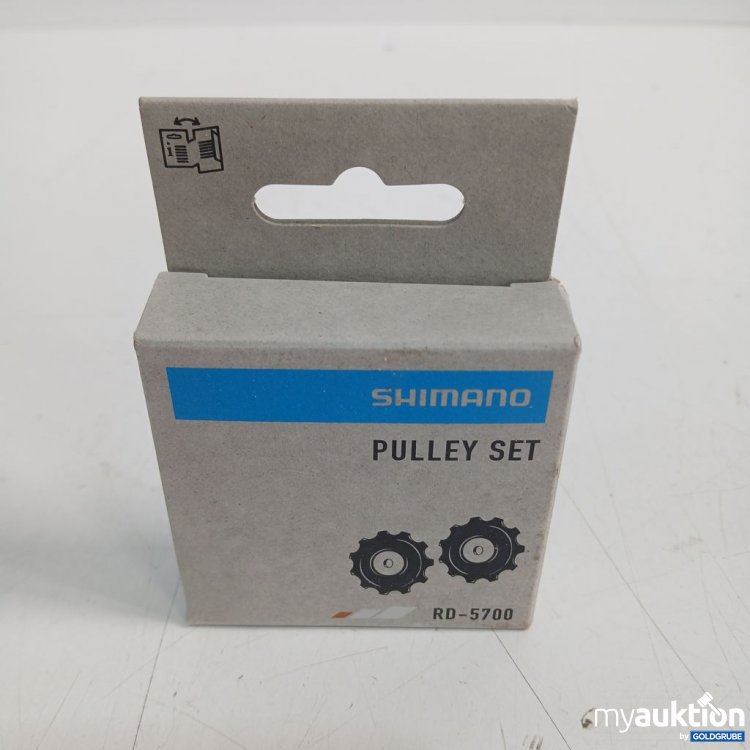 SHIMANO
PULLEY SET
RD-5700
myauktion
by GOLDGRUBE